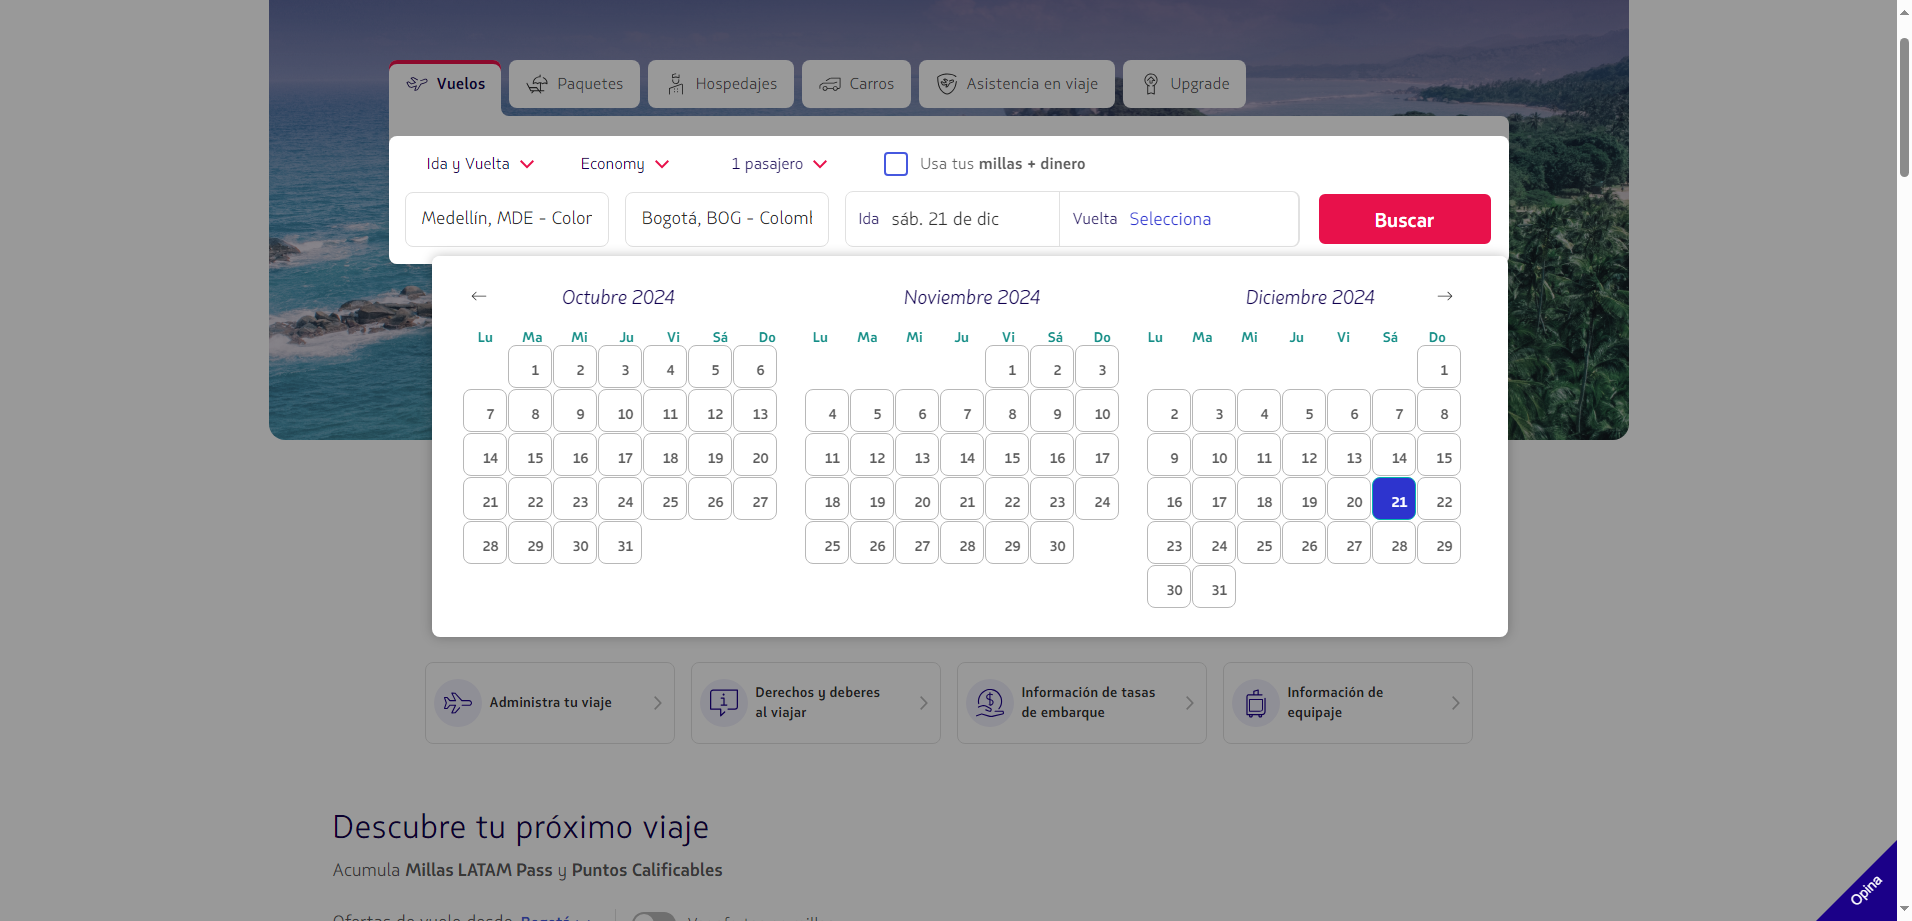 Vuelos
Paquetes
Hospedajes
Carros
Asistencia en viaje
Upgrade
Ida y Vuelta
Economy
1 pasajero
Usa tus millas + dinero
Medellín, MDE - Color
Bogotá, BOG - Colom
Ida sáb. 21 de dic
Vuelta Selecciona
Buscar
Octubre 2024
Lu Ma Mi Ju Vi Sá Do
1 2 3 4 5 6
7 8 9 10 11 12 13
14 15 16 17 18 19 20
21 22 23 24 25 26 27
28 29 30 31
Noviembre 2024
Lu Ma Mi Ju Vi Sá Do
1 2 3
4 5 6 7 8 9 10
11 12 13 14 15 16 17
18 19 20 21 22 23 24
25 26 27 28 29 30
Diciembre 2024
Lu Ma Mi Ju Vi Sá Do
1
2 3 4 5 6 7 8
9 10 11 12 13 14 15
16 17 18 19 20 21 22
23 24 25 26 27 28 29
30 31
Administra tu viaje
Derechos y deberes
al viajar
Información de tasas
de embarque
Información de
equipaje
Descubre tu próximo viaje
Acumula Millas LATAM Pass y Puntos Calificables
Ofertas de vuelo desde Bogotá
Opina